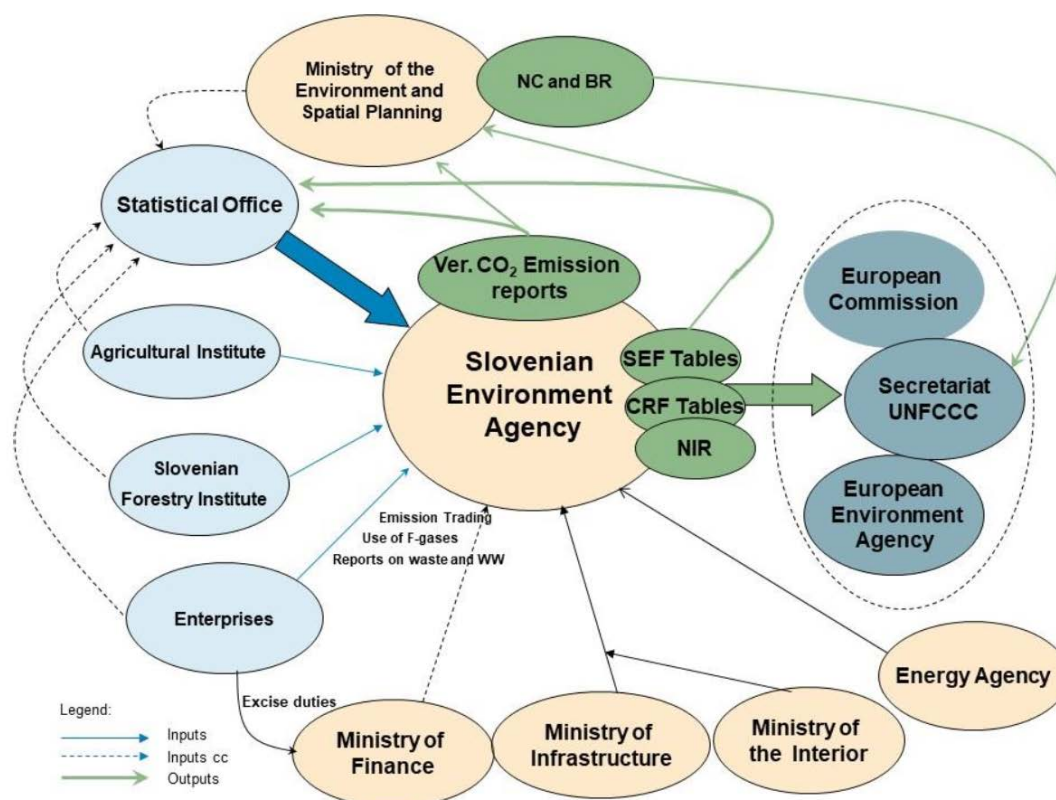 Ministry of the
Environment and
Spatial Planning
NC and BR
Statistical Office
Ver. CO₂ Emission
reports
European
Commission
Agricultural Institute
Slovenian
Environment
Agency
SEF Tables
CRF Tables
NIR
Secretariat
UNFCCC
Slovenian
Forestry Institute
European
Environment
Agency
Emission Trading
Use of F-gases
Reports on waste and WW
Enterprises
Energy Agency
Excise duties
Ministry of
Finance
Ministry of
Infrastructure
Ministry of
the Interior
Legend:
Inputs
Inputs cc
Outputs